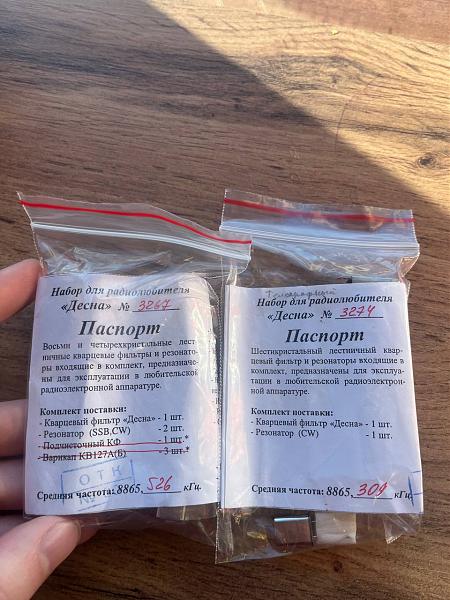 Набор для радиолюбителя
«Десна» № 3267
Паспорт
Восьми и четырехкристальные лест
ничные кварцевые фильтры и резонато-
ры входящие в комплект, предназначе-
ны для эксплуатации в любительской
радиоэлектронной аппаратуре.
Комплект поставки:
- Кварцевый фильтр «Десна» - 1 шт.
- Резонатор (SSB,CW) - 2 шт.
- Подчисточный КФ - 1 шт.*
- Варикап КВ127А(Б) - 3 шт.*
ОТК
Средняя частота: 8865, 526 кГц.
Телеграфный
Набор для радиолюбителя
«Десна» № 3274
Паспорт
Шестикристальный лестничный квар-
цевый фильтр и резонаторы входящие в
комплект, предназначены для эксплуа-
тации в любительской радиоэлектрон-
ной аппаратуре.
Комплект поставки:
- Кварцевый фильтр «Десна» - 1 шт.
- Резонатор (CW) - 1 шт.
Средняя частота: 8865, 309 кГц.